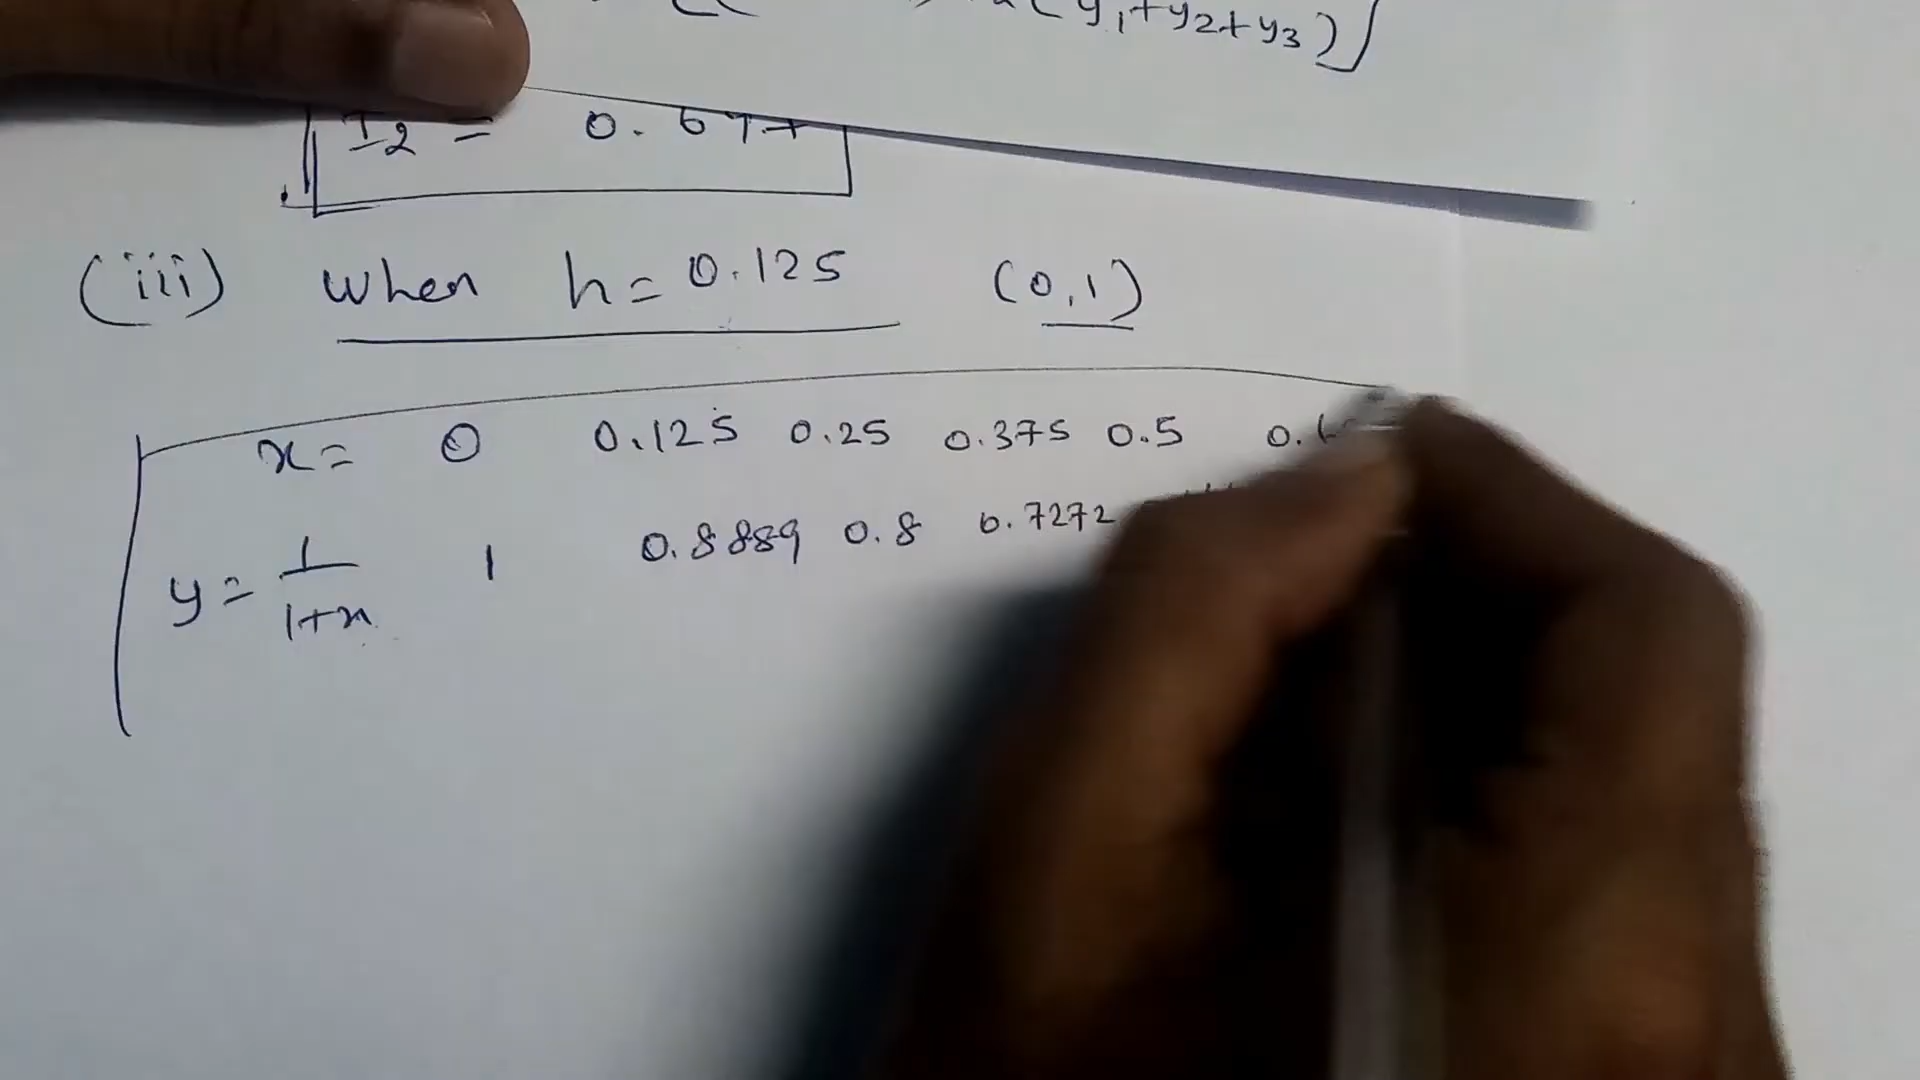 (y₁+y₂+y₃)]
I₂ = 0.697
(iii) when h=0.125 (0,1)
x= 0 0.125 0.25 0.375 0.5
y= 1/(1+x) 1 0.8889 0.8 0.7272